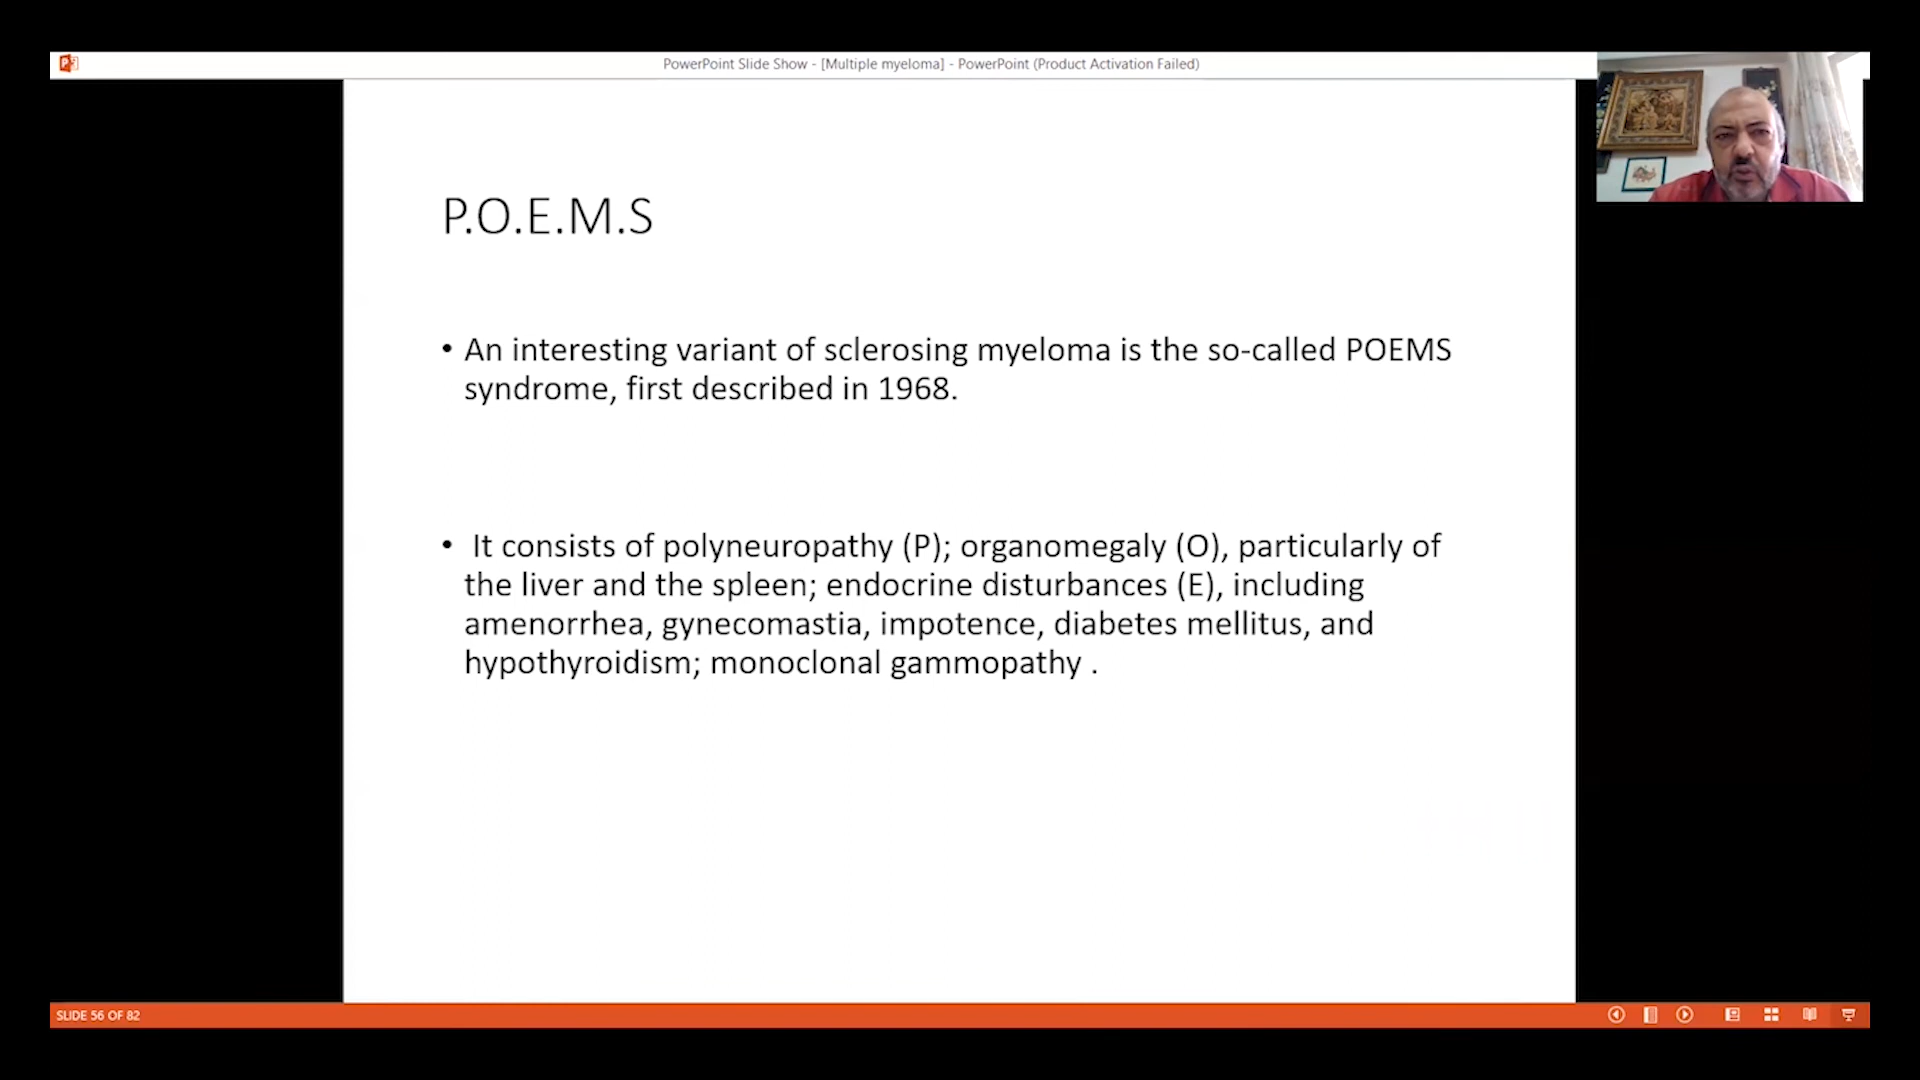 PowerPoint Slide Show - [Multiple myeloma] - PowerPoint (Product Activation Failed)
P.O.E.M.S
• An interesting variant of sclerosing myeloma is the so-called POEMS
syndrome, first described in 1968.
• It consists of polyneuropathy (P); organomegaly (O), particularly of
the liver and the spleen; endocrine disturbances (E), including
amenorrhea, gynecomastia, impotence, diabetes mellitus, and
hypothyroidism; monoclonal gammopathy .
SLIDE 56 OF 82